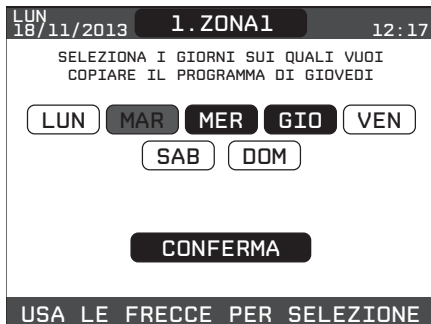 LUN
18/11/2013 1.ZONA1 12:17
SELEZIONA I GIORNI SUI QUALI VUOI
COPIARE IL PROGRAMMA DI GIOVEDI
LUN MAR MER GIO VEN
SAB DOM
CONFERMA
USA LE FRECCE PER SELEZIONE